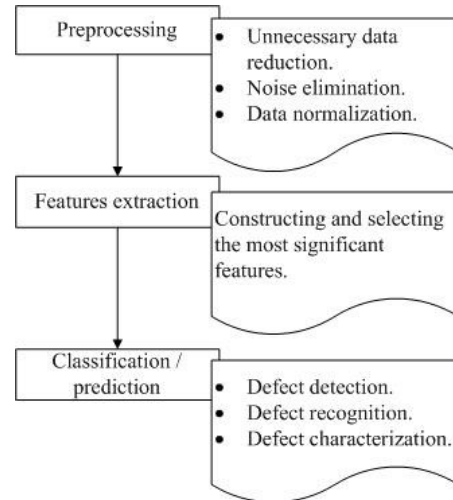 Preprocessing
• Unnecessary data
reduction.
• Noise elimination.
• Data normalization.
Features extraction
Constructing and selecting
the most significant
features.
Classification /
prediction
• Defect detection.
• Defect recognition.
• Defect characterization.